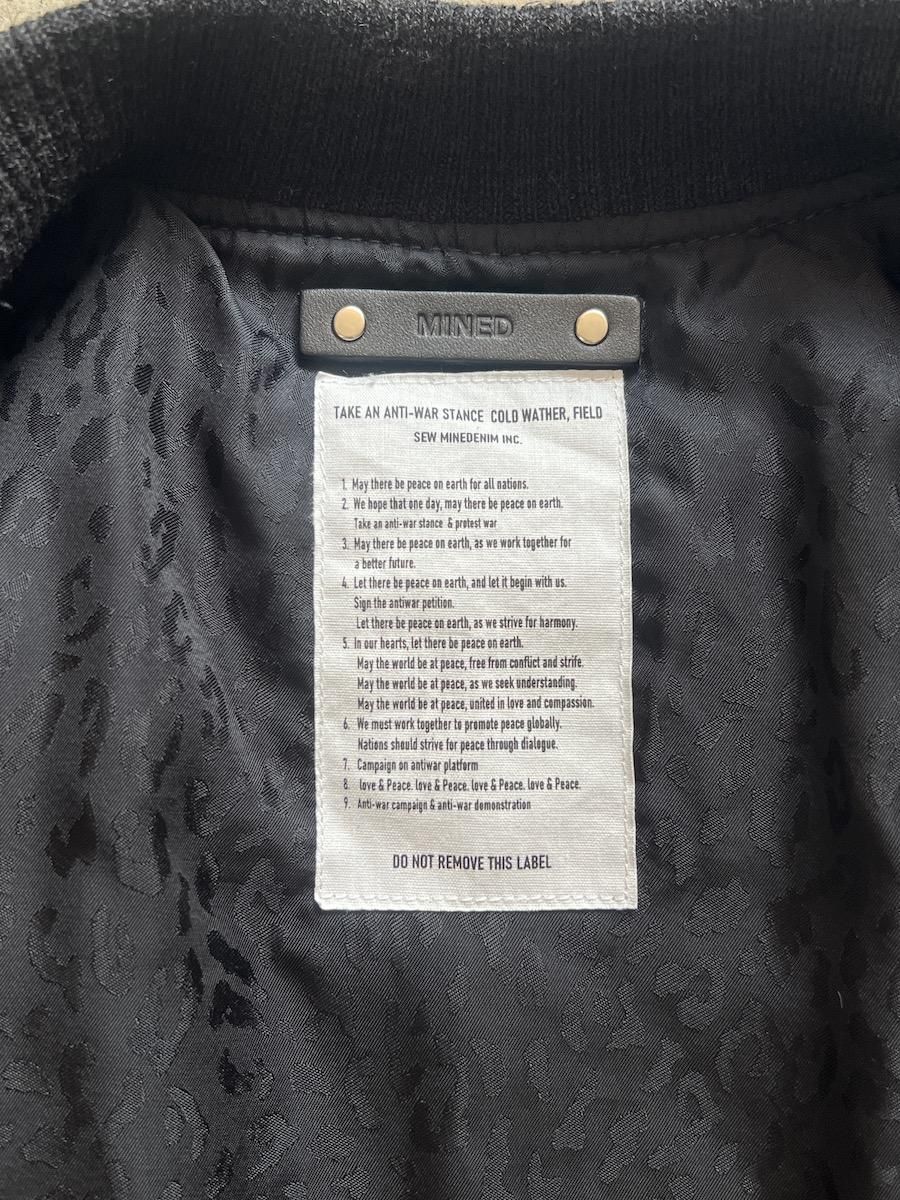 MINED
TAKE AN ANTI-WAR STANCE COLD WATHER, FIELD
SEW MINEDENIM INC.
1. May there be peace on earth for all nations.
2. We hope that one day, may there be peace on earth.
Take an anti-war stance & protest war
3. May there be peace on earth, as we work together for
a better future.
4. Let there be peace on earth, and let it begin with us.
Sign the antiwar petition.
Let there be peace on earth, as we strive for harmony.
5. In our hearts, let there be peace on earth.
May the world be at peace, free from conflict and strife.
May the world be at peace, as we seek understanding.
May the world be at peace, united in love and compassion.
6. We must work together to promote peace globally.
Nations should strive for peace through dialogue.
7. Campaign on antiwar platform
8. love & Peace. love & Peace. love & Peace. love & Peace.
9. Anti-war campaign & anti-war demonstration
DO NOT REMOVE THIS LABEL